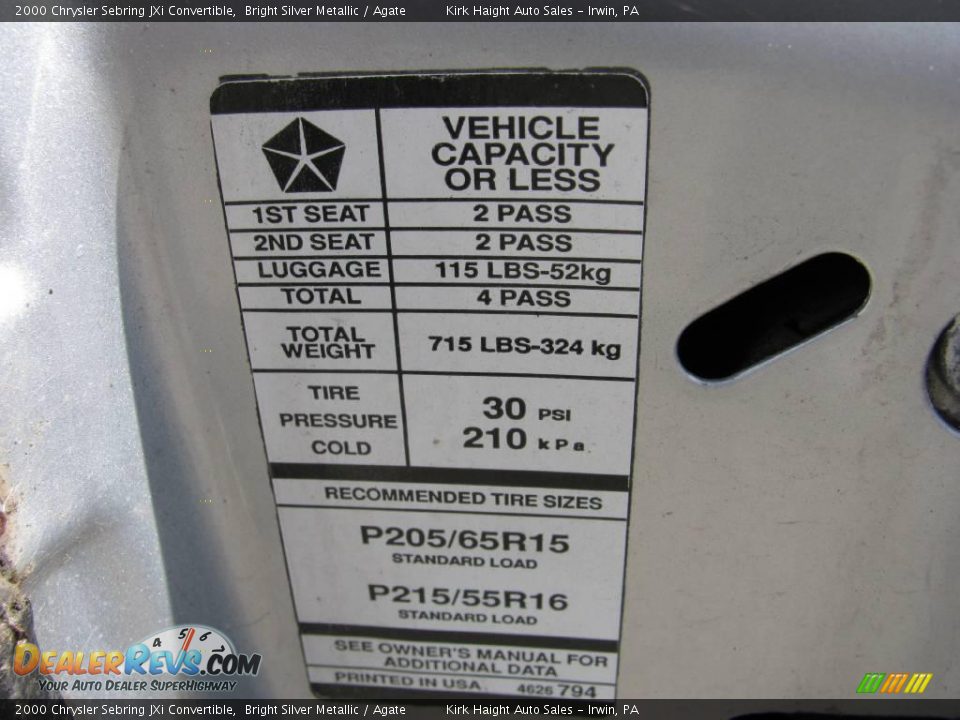 2000 Chrysler Sebring JXi Convertible, Bright Silver Metallic / Agate Kirk Haight Auto Sales - Irwin, PA
VEHICLE
CAPACITY
OR LESS
1ST SEAT 2 PASS
2ND SEAT 2 PASS
LUGGAGE 115 LBS-52kg
TOTAL 4 PASS
TOTAL
WEIGHT 715 LBS-324 kg
TIRE
PRESSURE
COLD
30 PSI
210 kPa
RECOMMENDED TIRE SIZES
P205/65R15
STANDARD LOAD
P215/55R16
STANDARD LOAD
SEE OWNER'S MANUAL FOR
ADDITIONAL DATA
PRINTED IN USA 4626 794
4 5 6
DEALERREVS.COM
YOUR AUTO DEALER SUPERHIGHWAY
2000 Chrysler Sebring JXi Convertible, Bright Silver Metallic / Agate Kirk Haight Auto Sales - Irwin, PA